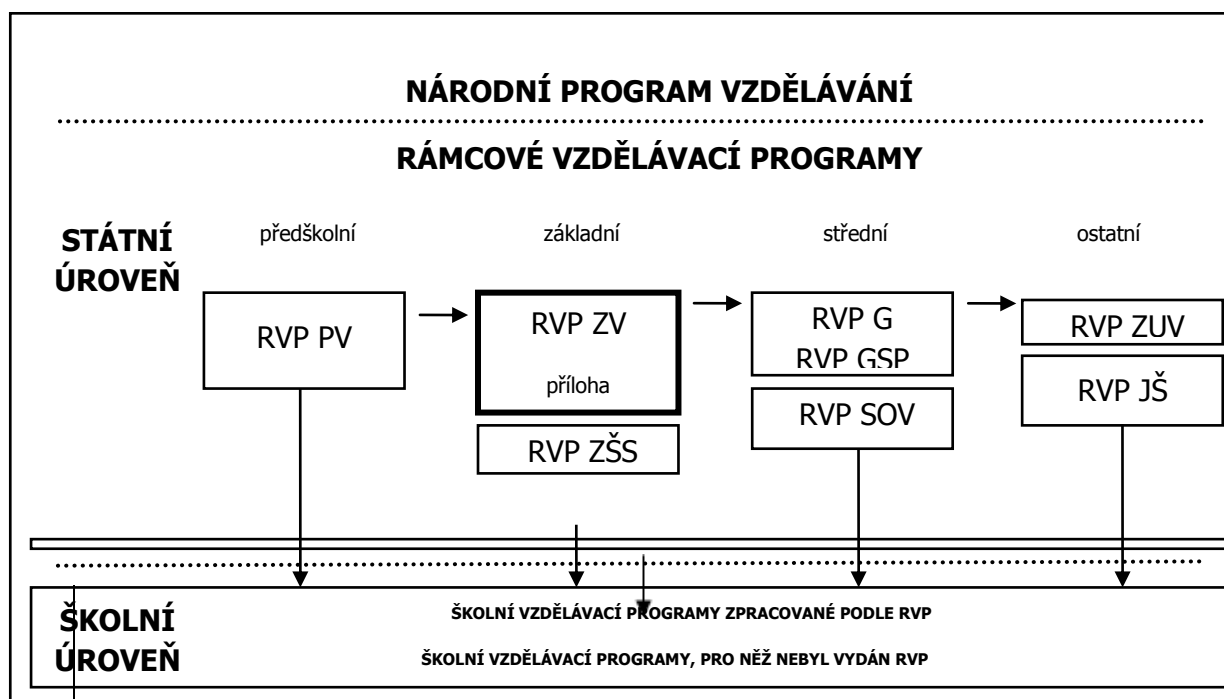 NÁRODNÍ PROGRAM VZDĚLÁVÁNÍ
RÁMCOVÉ VZDĚLÁVACÍ PROGRAMY
STÁTNÍ
ÚROVEŇ
předškolní
základní
střední
ostatní
RVP PV
RVP ZV
příloha
RVP ZŠS
RVP G
RVP GSP
RVP SOV
RVP ZUV
RVP JŠ
ŠKOLNÍ
ÚROVEŇ
ŠKOLNÍ VZDĚLÁVACÍ PROGRAMY ZPRACOVANÉ PODLE RVP
ŠKOLNÍ VZDĚLÁVACÍ PROGRAMY, PRO NĚŽ NEBYL VYDÁN RVP